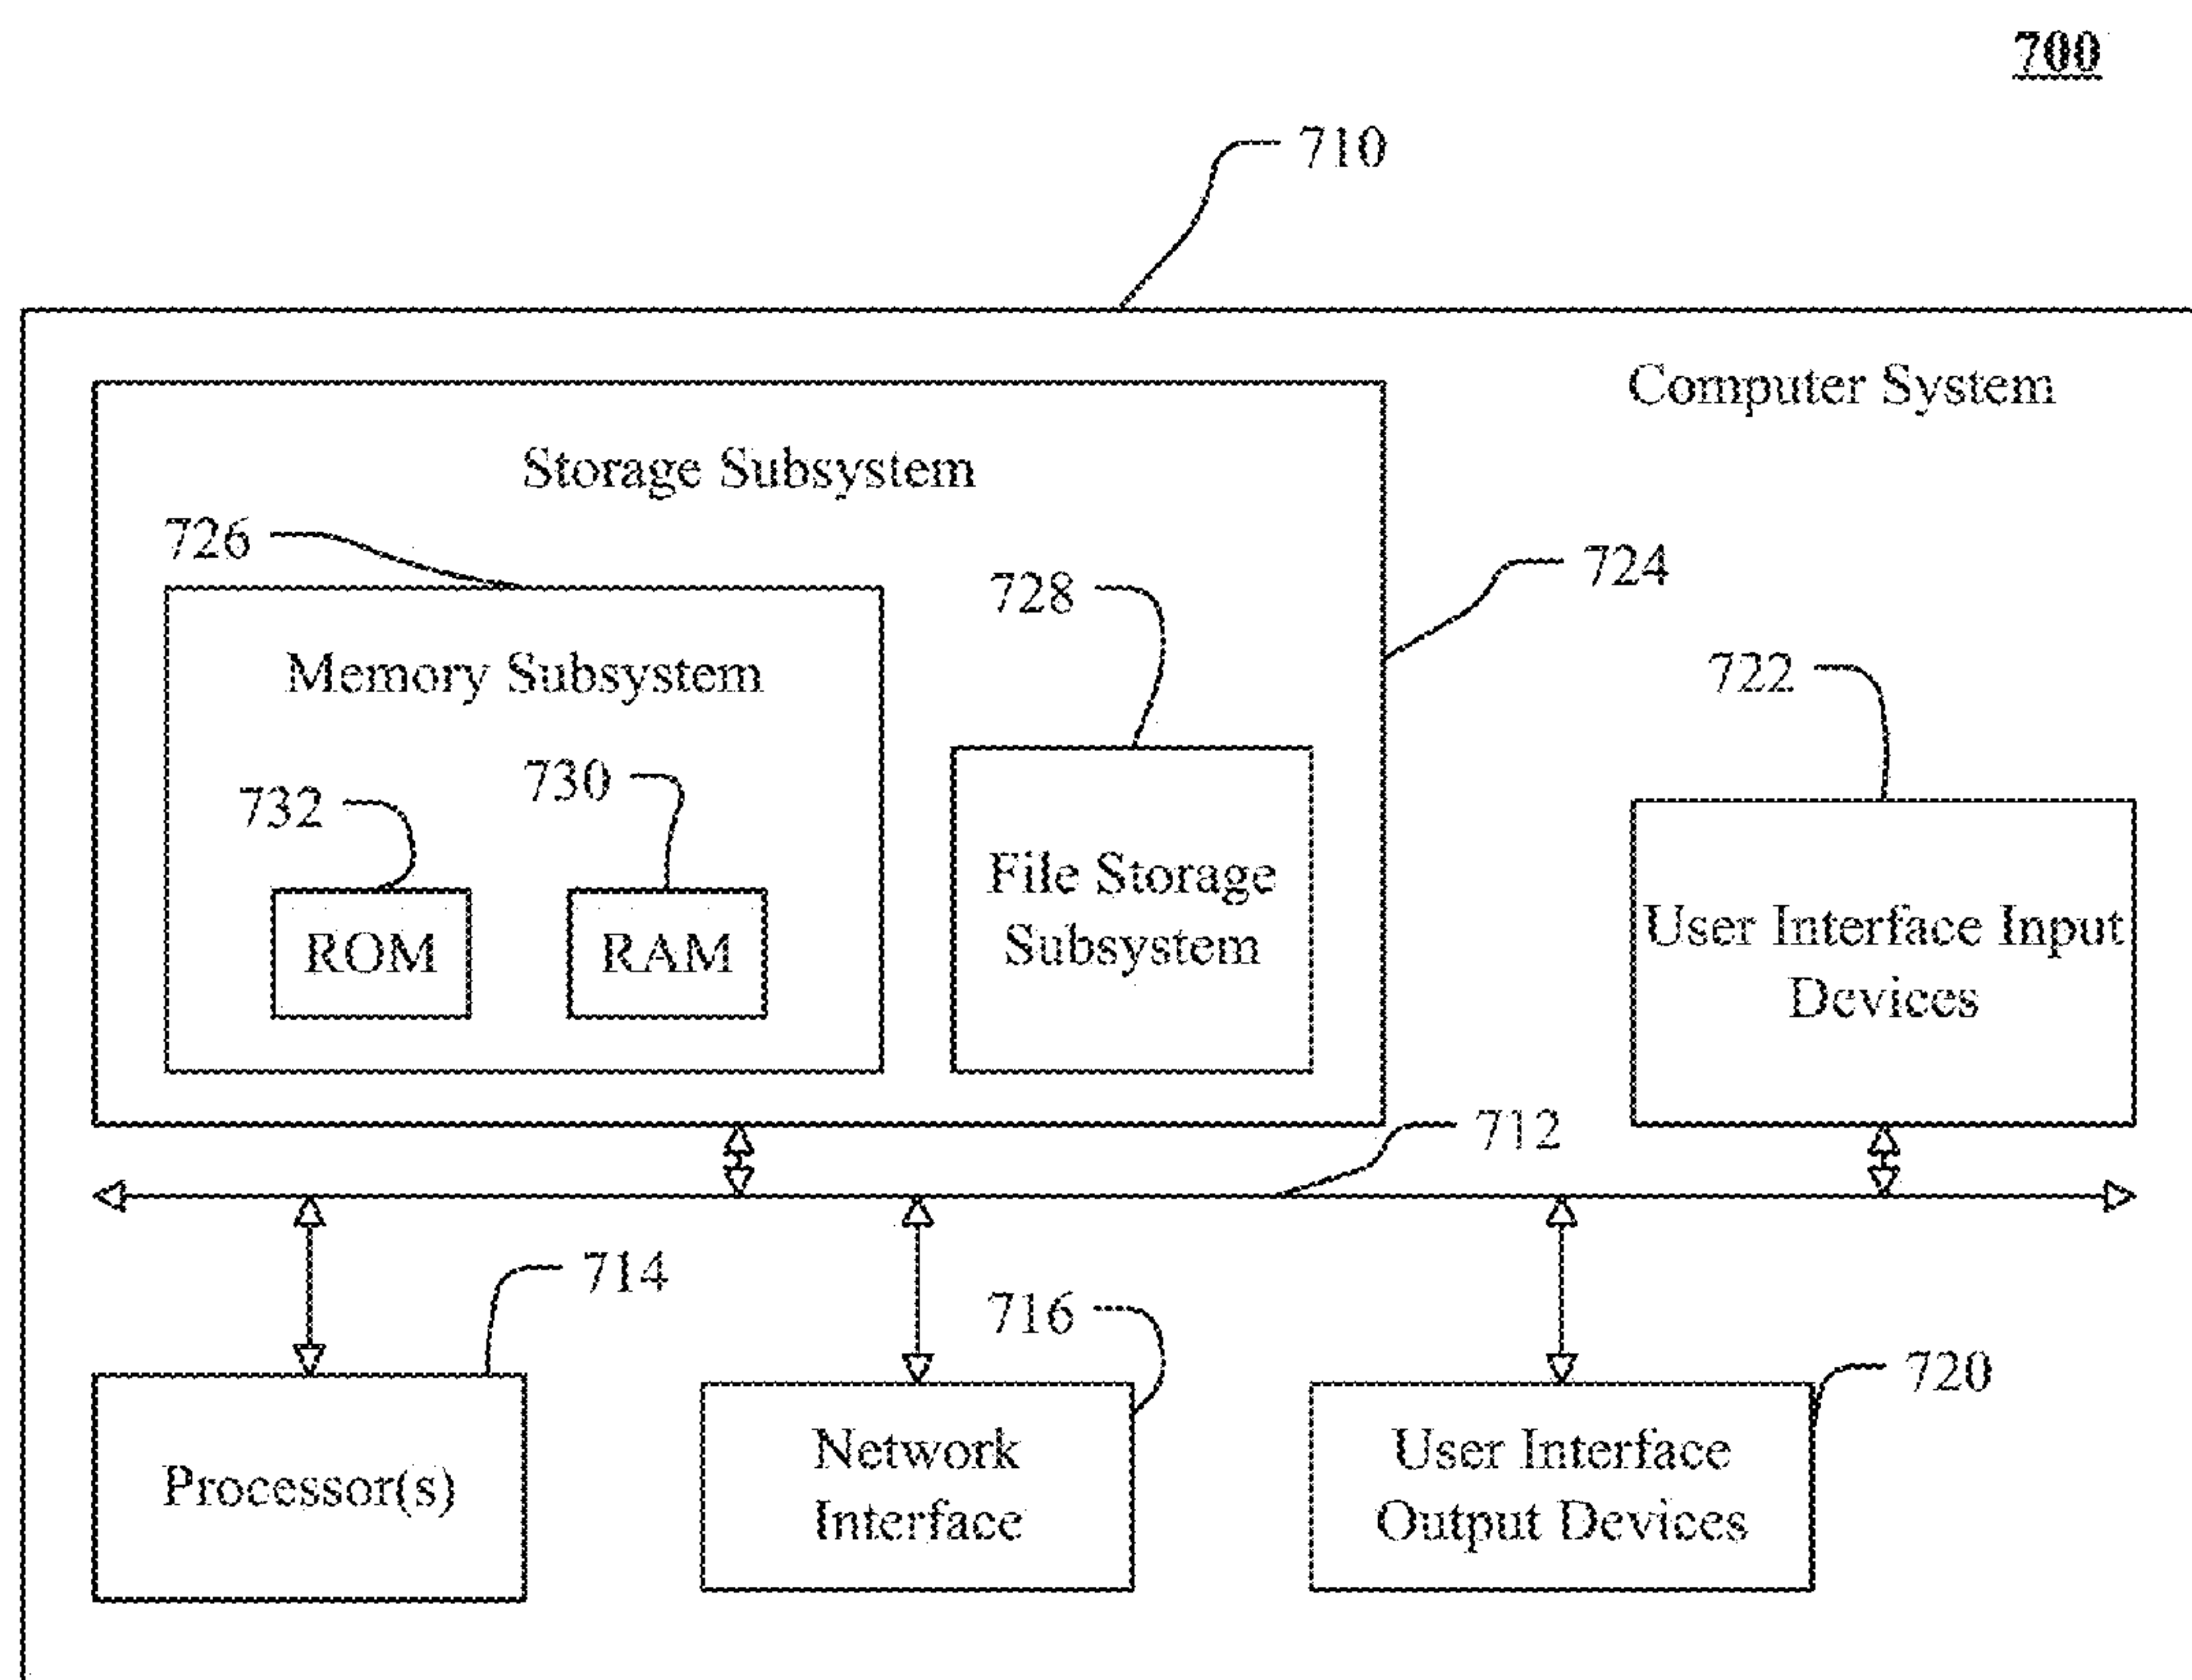 700
710
Computer System
Storage Subsystem
726
728
724
Memory Subsystem
722
732
730
File Storage
Subsystem
ROM
RAM
User Interface Input
Devices
712
714
716
720
Processor(s)
Network
Interface
User Interface
Output Devices